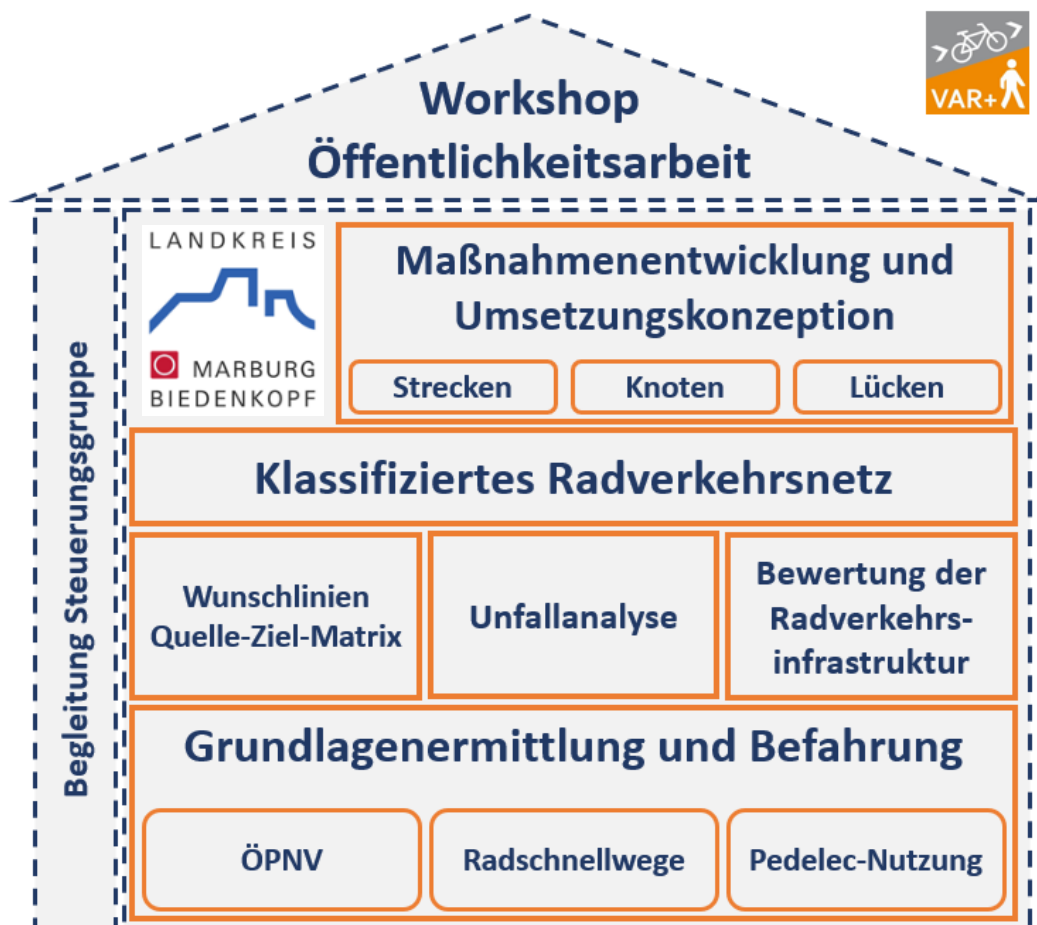 VAR+
Workshop
Öffentlichkeitsarbeit
Begleitung Steuerungsgruppe
LANDKREIS
MARBURG
BIEDENKOPF
Maßnahmenentwicklung und
Umsetzungskonzeption
Strecken
Knoten
Lücken
Klassifiziertes Radverkehrsnetz
Wunschlinien
Quelle-Ziel-Matrix
Unfallanalyse
Bewertung der
Radverkehrs-
infrastruktur
Grundlagenermittlung und Befahrung
ÖPNV
Radschnellwege
Pedelec-Nutzung